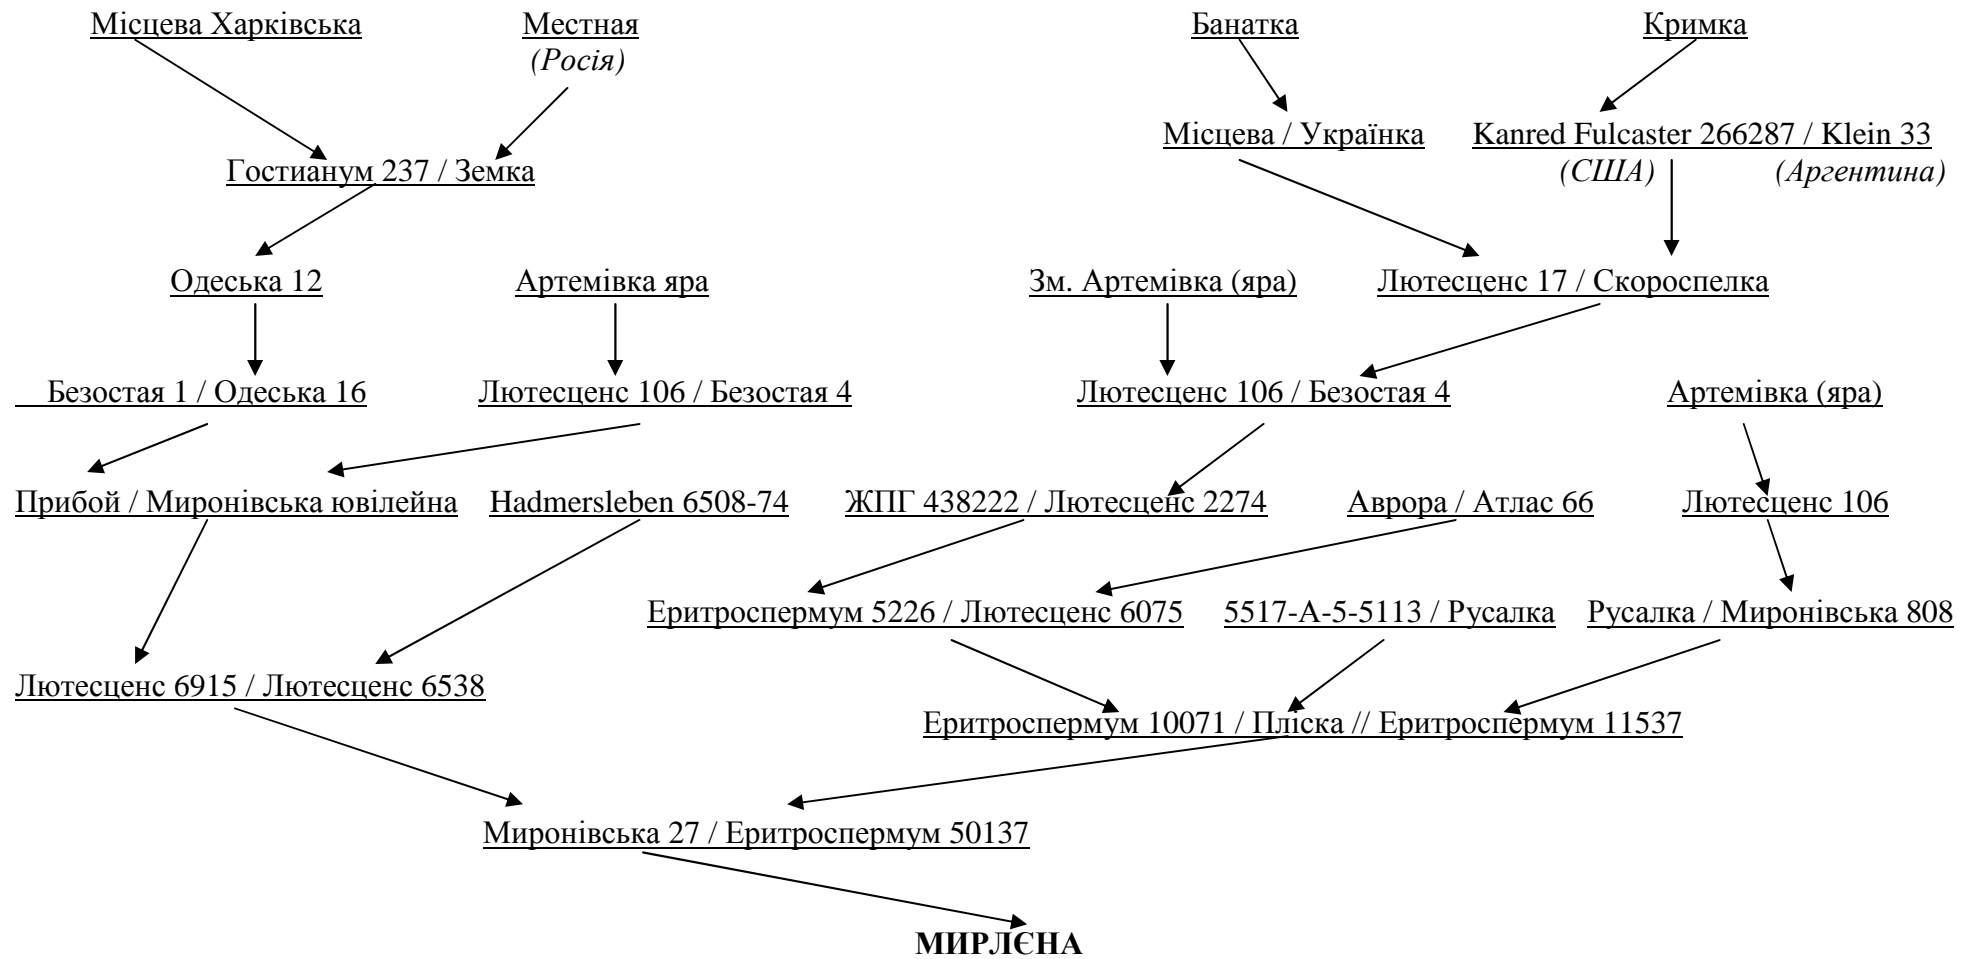 Місцева Харківська Местная Банатка Кримка
(Росія)
Місцева / Українка Kanred Fulcaster 266287 / Klein 33
Гостианум 237 / Земка (США) (Аргентина)
Одеська 12 Артемівка яра Зм. Артемівка (яра) Лютесценс 17 / Скороспелка
Безостая 1 / Одеська 16 Лютесценс 106 / Безостая 4 Лютесценс 106 / Безостая 4 Артемівка (яра)
Прибой / Миронівська ювілейна Hadmersleben 6508-74 ЖПГ 438222 / Лютесценс 2274 Аврора / Атлас 66 Лютесценс 106
Еритроспермум 5226 / Лютесценс 6075 5517-А-5-5113 / Русалка Русалка / Миронівська 808
Лютесценс 6915 / Лютесценс 6538
Еритроспермум 10071 / Пліска // Еритроспермум 11537
Миронівська 27 / Еритроспермум 50137
МИРЛЄНА